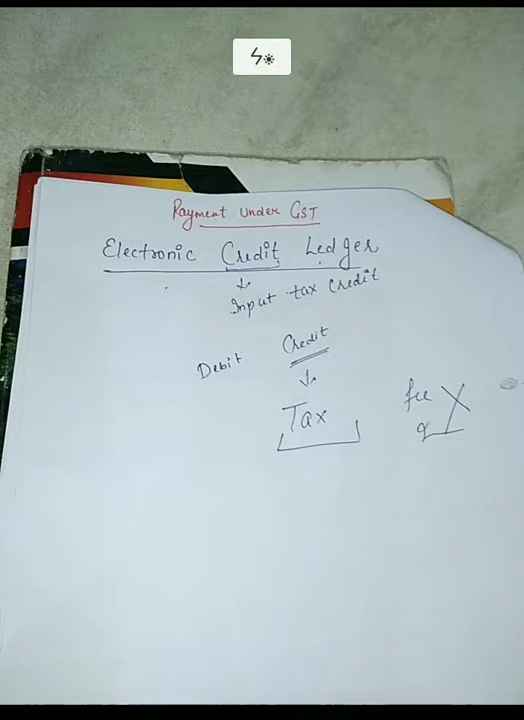 Payment under GST
Electronic Credit Ledger
Input tax credit
Debit Credit
Tax
fee